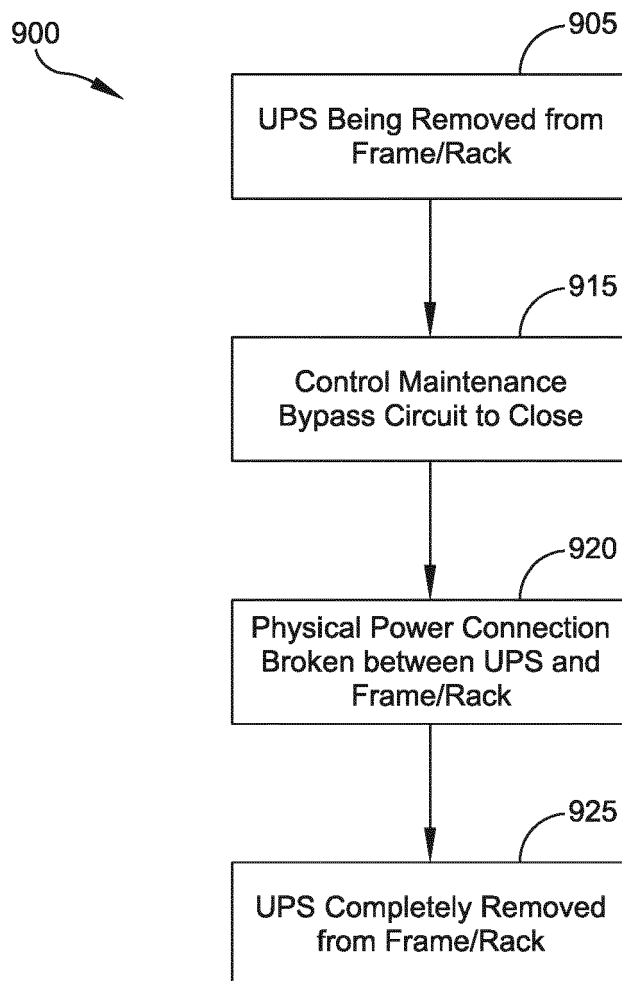 900
905
UPS Being Removed from
Frame/Rack
915
Control Maintenance
Bypass Circuit to Close
920
Physical Power Connection
Broken between UPS and
Frame/Rack
925
UPS Completely Removed
from Frame/Rack